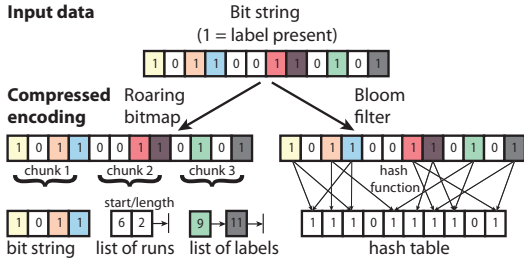 Input data
Bit string
(1 = label present)
1 0 1 1 0 0 1 1 0 1 0 1
Compressed encoding
Roaring bitmap
Bloom filter
1 0 1 1 0 0 1 1 0 1 0 1
chunk 1 chunk 2 chunk 3
1 0 1 1
bit string
start/length
6 2
list of runs
9 11
list of labels
1 0 1 1 0 0 1 1 0 1 0 1
hash
function
1 1 1 0 1 1 1 1 0 1
hash table